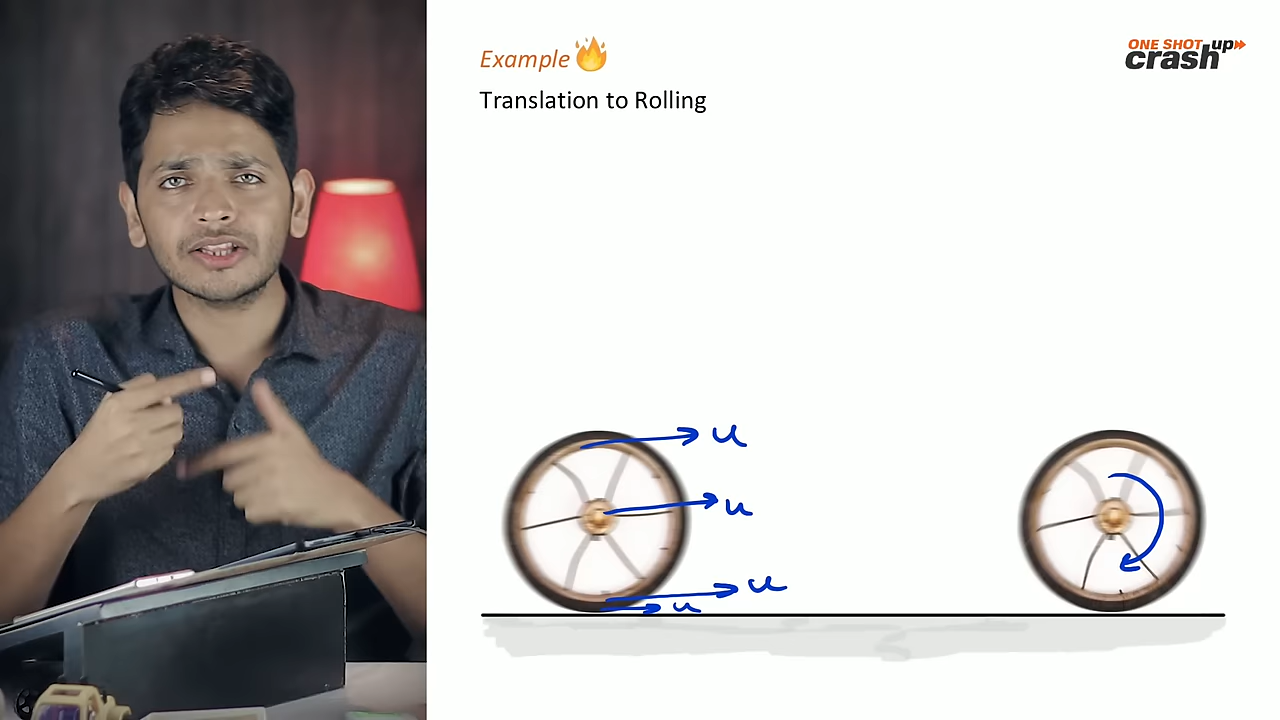 Example
Translation to Rolling
ONE SHOT
crash up
u
u
u
u